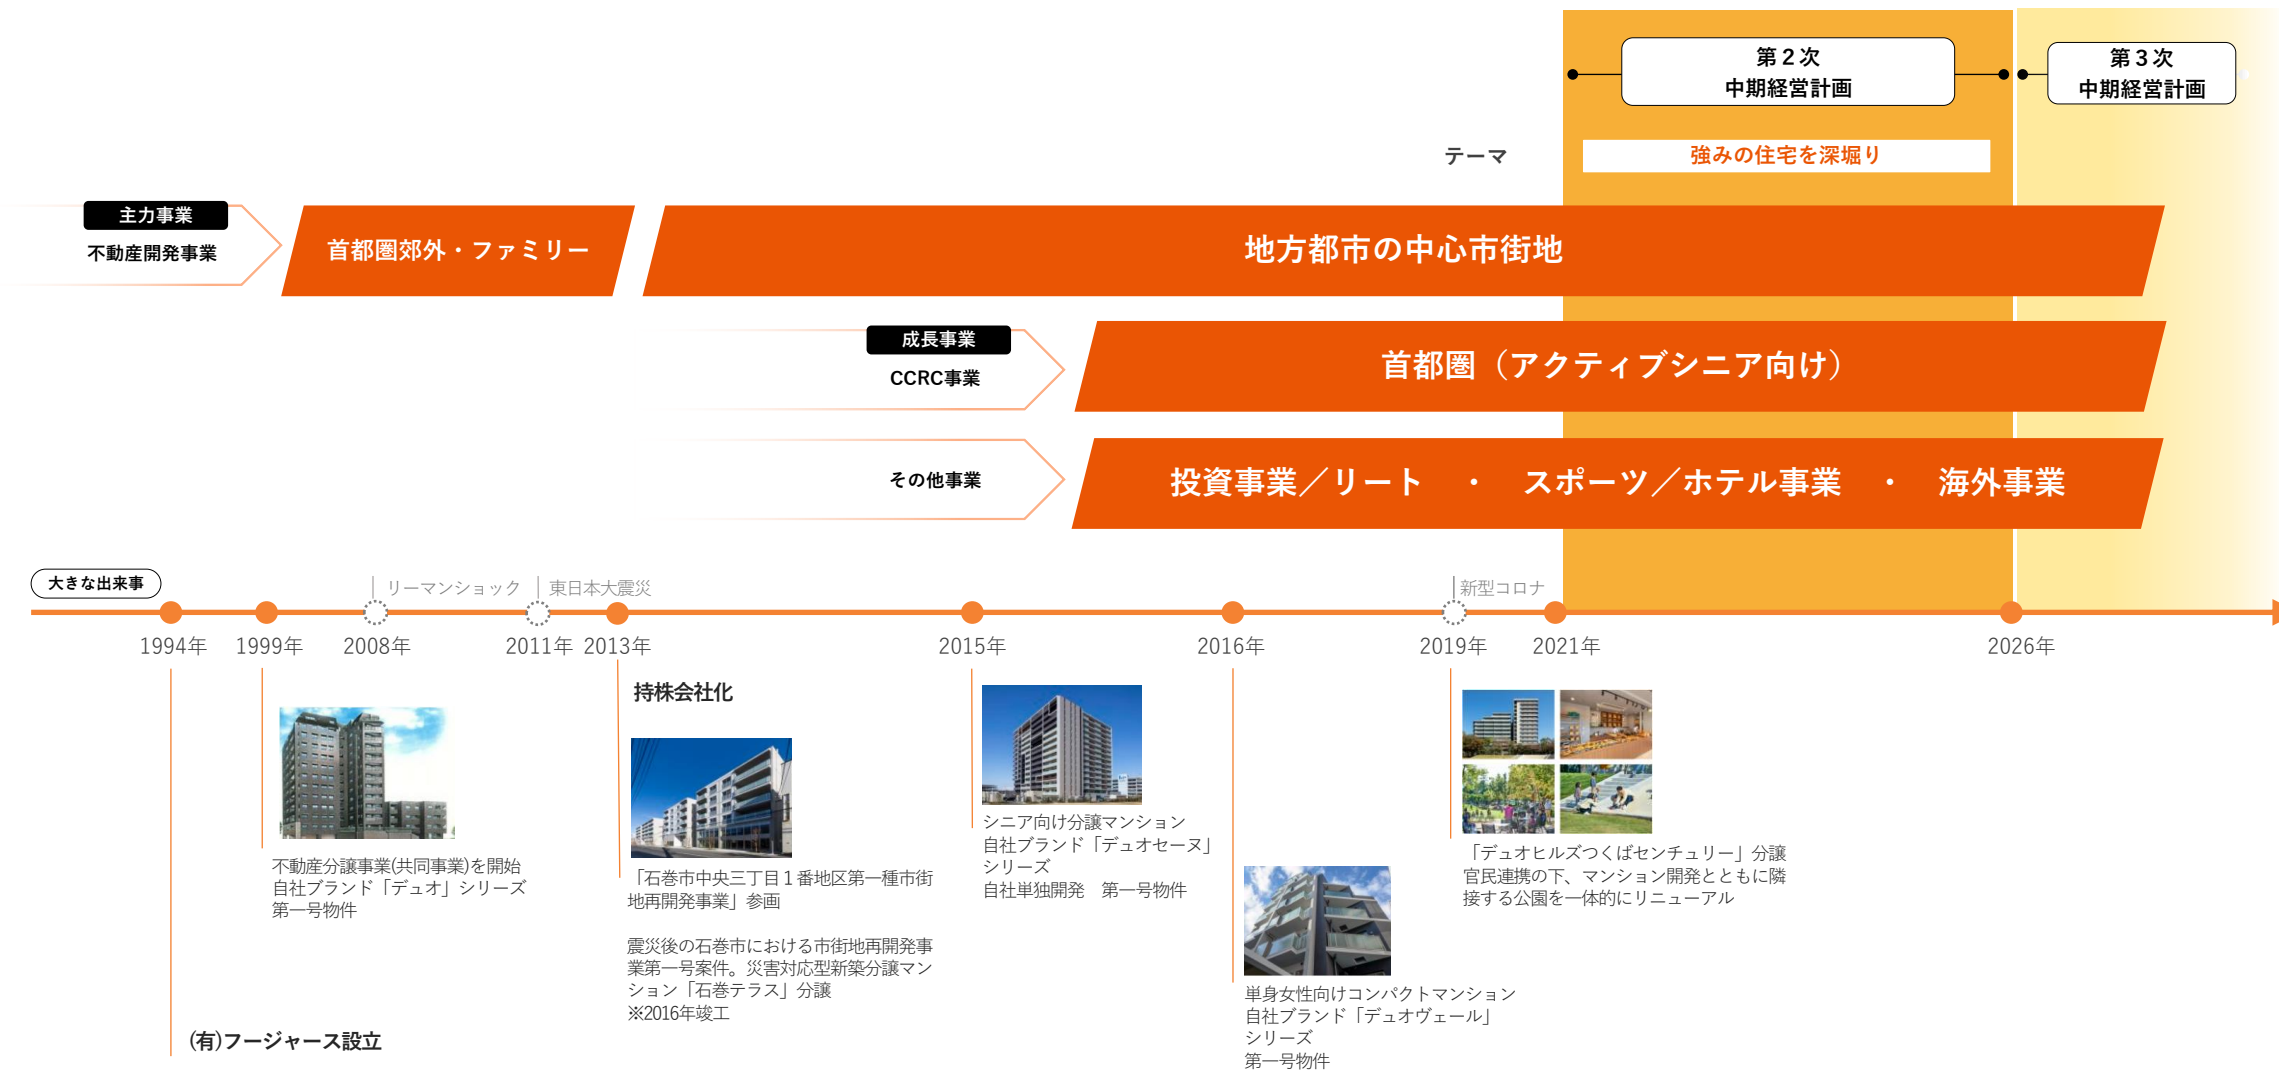 第２次
中期経営計画
第３次
中期経営計画
テーマ
強みの住宅を深堀り
主力事業
不動産開発事業
首都圏郊外・ファミリー
地方都市の中心市街地
成長事業
CCRC事業
首都圏（アクティブシニア向け）
その他事業
投資事業／リート ・ スポーツ／ホテル事業 ・ 海外事業
大きな出来事
リーマンショック
東日本大震災
新型コロナ
1994年
1999年
2008年
2011年
2013年
2015年
2016年
2019年
2021年
2026年
(有)フージャース設立
不動産分譲事業(共同事業)を開始
自社ブランド「デュオ」シリーズ
第一号物件
持株会社化
「石巻市中央三丁目１番地区第一種市街
地再開発事業」参画
震災後の石巻市における市街地再開発事
業第一号案件。災害対応型新築分譲マン
ション「石巻テラス」分譲
※2016年竣工
シニア向け分譲マンション
自社ブランド「デュオセーヌ」
シリーズ
自社単独開発　第一号物件
単身女性向けコンパクトマンション
自社ブランド「デュオヴェール」
シリーズ
第一号物件
「デュオヒルズつくばセンチュリー」分譲
官民連携の下、マンション開発とともに隣
接する公園を一体的にリニューアル